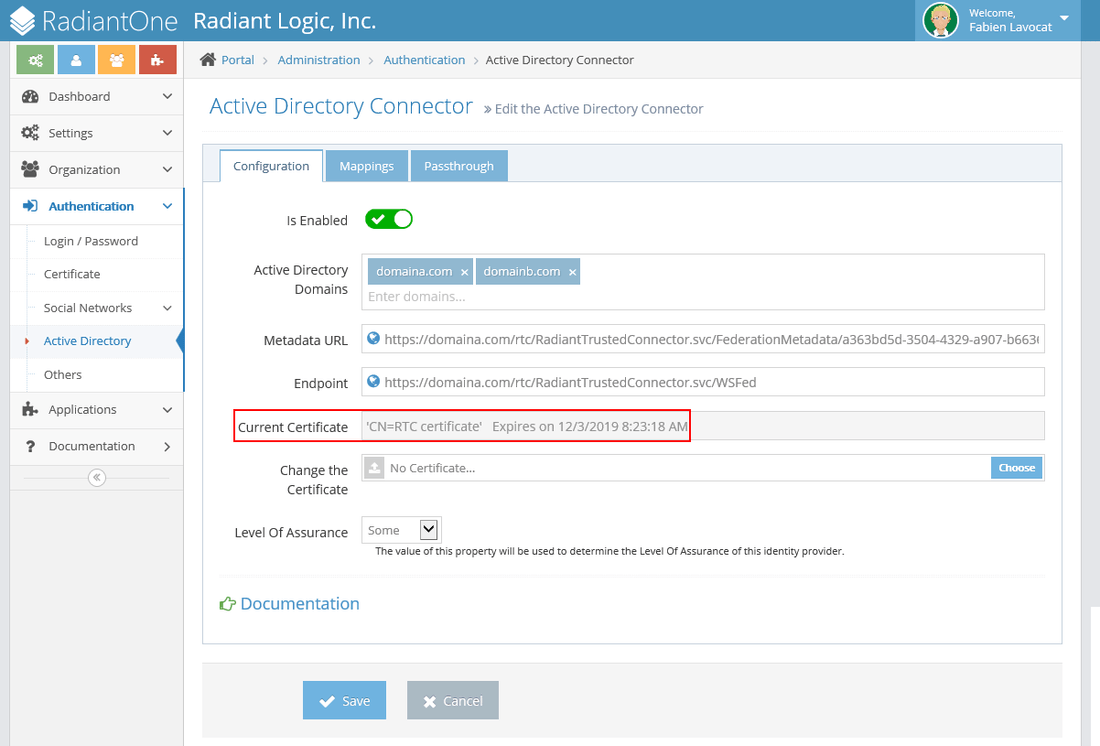 RadiantOne Radiant Logic, Inc.
Welcome,
Fabien Lavocat
Portal > Administration > Authentication > Active Directory Connector
Dashboard
Settings
Organization
Authentication
Login / Password
Certificate
Social Networks
Active Directory
Others
Applications
Documentation
Active Directory Connector » Edit the Active Directory Connector
Configuration Mappings Passthrough
Is Enabled
Active Directory
Domains
domaina.com × domainb.com ×
Enter domains...
Metadata URL https://domaina.com/rtc/RadiantTrustedConnector.svc/FederationMetadata/a363bd5d-3504-4329-a907-b663
Endpoint https://domaina.com/rtc/RadiantTrustedConnector.svc/WSFed
Current Certificate 'CN=RTC certificate' Expires on 12/3/2019 8:23:18 AM
Change the
Certificate
No Certificate... Choose
Level Of Assurance Some
The value of this property will be used to determine the Level Of Assurance of this identity provider.
Documentation
Save Cancel